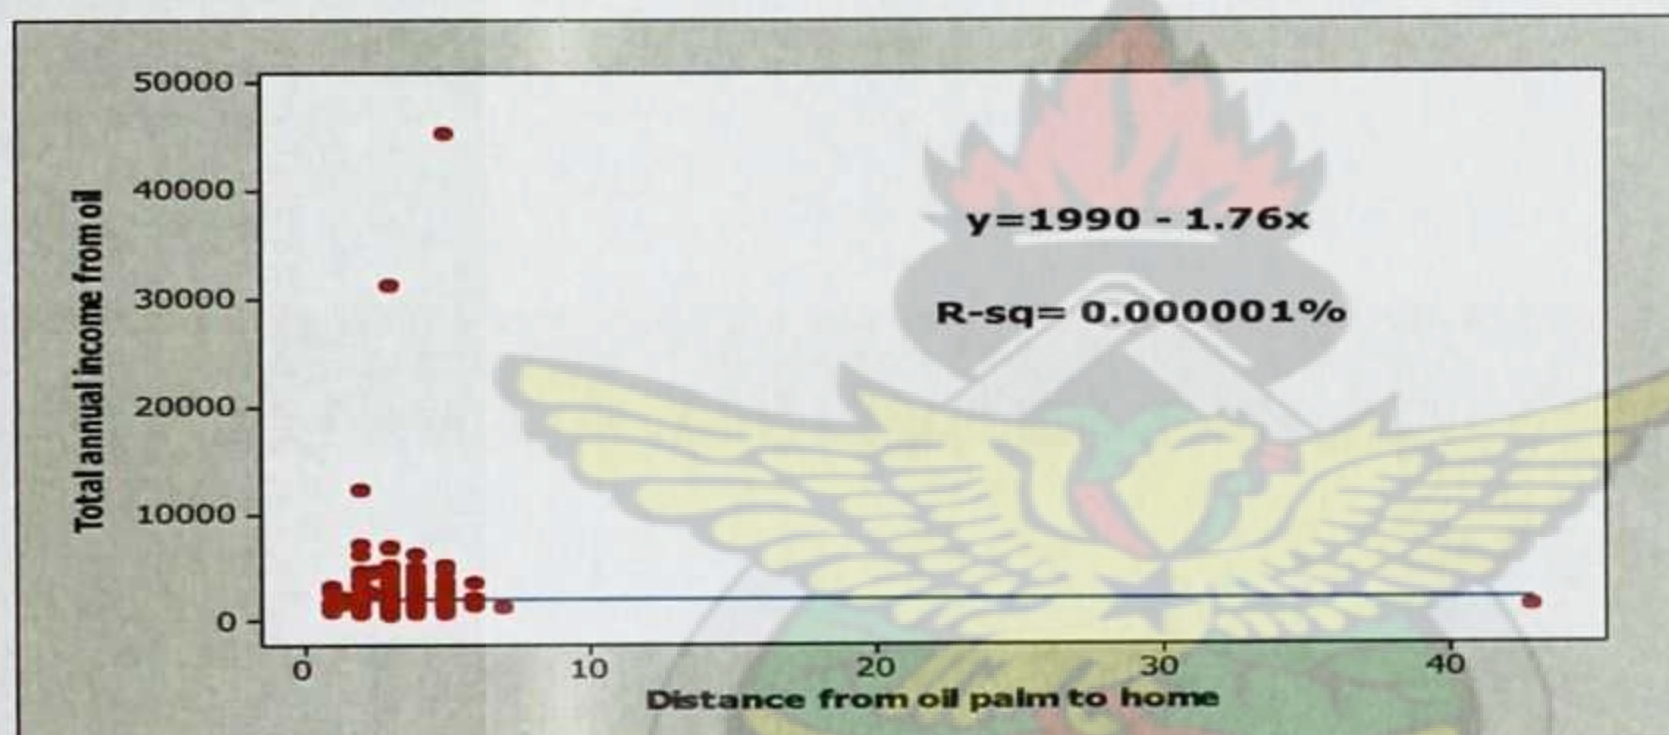 50000
40000
30000
20000
10000
0
Total annual income from oil
y=1990 - 1.76x
R-sq= 0.000001%
0 10 20 30 40
Distance from oil palm to home